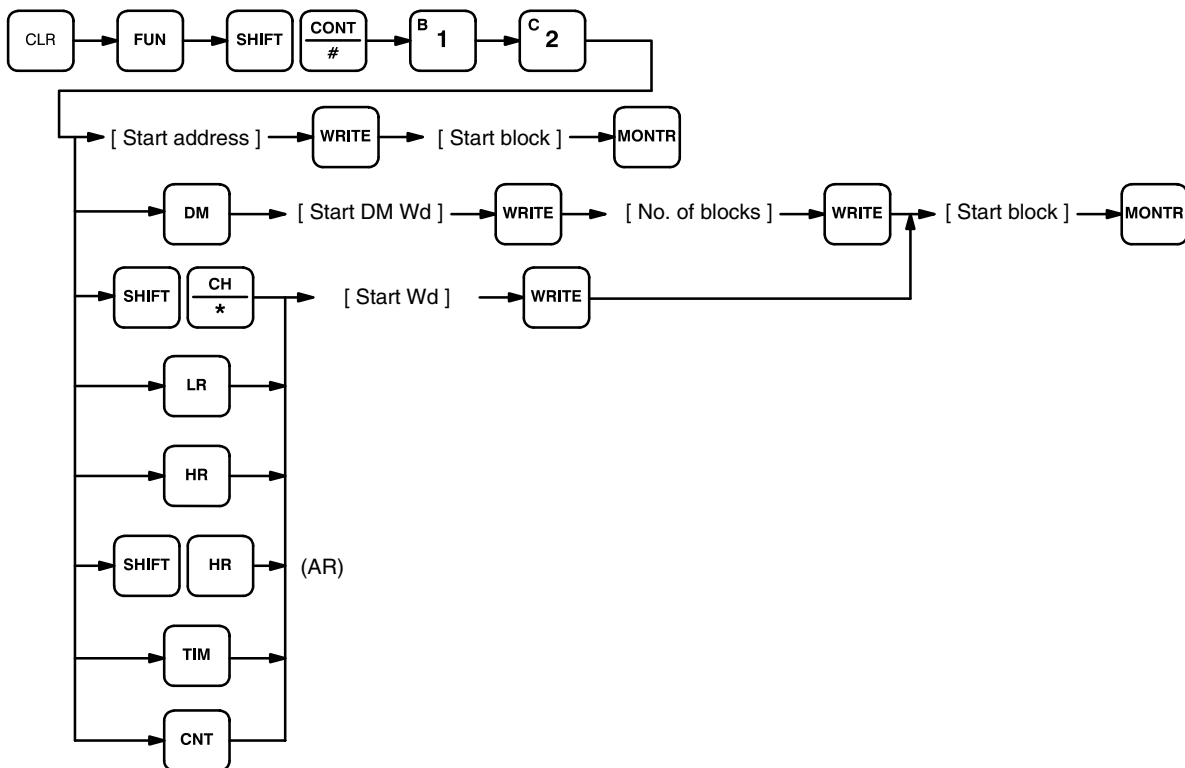 CLR FUN SHIFT CONT # B 1 C 2
[ Start address ] WRITE [ Start block ] MONTR
DM [ Start DM Wd ] WRITE [ No. of blocks ] WRITE [ Start block ] MONTR
SHIFT CH * [ Start Wd ] WRITE
LR
HR
SHIFT HR (AR)
TIM
CNT